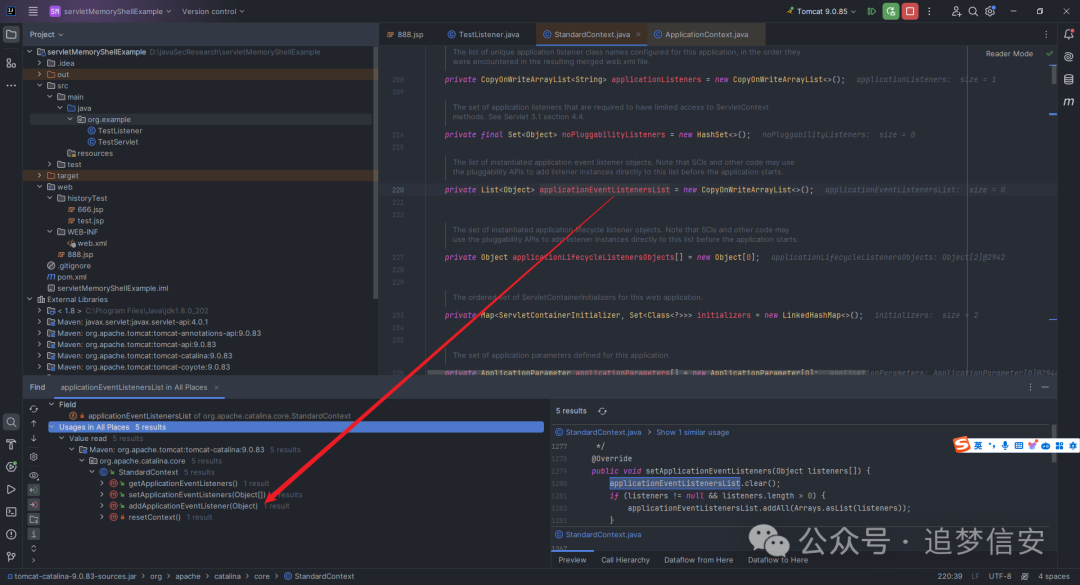 SM servletMemoryShellExample Version control Tomcat 9.0.85
Project
servletMemoryShellExample D:\javaSecResearch\servletMemoryShellExample
.idea
out
src
main
java
org.example
TestListener
TestServlet
resources
test
target
web
historyTest
666.jsp
test.jsp
WEB-INF
web.xml
888.jsp
.gitignore
pom.xml
servletMemoryShellExample.iml
External Libraries
< 1.8 > C:\Program Files\Java\jdk1.8.0_202
Maven: javax.servlet:javax.servlet-api:4.0.1
Maven: org.apache.tomcat:tomcat-annotations-api:9.0.83
Maven: org.apache.tomcat:tomcat-api:9.0.83
Maven: org.apache.tomcat:tomcat-catalina:9.0.83
Maven: org.apache.tomcat:tomcat-coyote:9.0.83
888.jsp TestListener.java StandardContext.java ApplicationContext.java
Reader Mode
The list of unique application listener class names configured for this application, in the order they
were encountered in the resulting merged web.xml file.
private CopyOnWriteArrayList<String> applicationListeners = new CopyOnWriteArrayList<>(); applicationListeners: size = 1
209
The set of application listeners that are required to have limited access to ServletContext
methods. See Servlet 3.1 section 4.4.
214 private final Set<Object> noPluggabilityListeners = new HashSet<>(); noPluggabilityListeners: size = 0
215
The list of instantiated application event listener objects. Note that SCIs and other code may use
the pluggability APIs to add listener instances directly to this list before the application starts.
220 private List<Object> applicationEventListenersList = new CopyOnWriteArrayList<>(); applicationEventListenersList: size = 0
221
222
The set of instantiated application lifecycle listener objects. Note that SCIs and other code may
use the pluggability APIs to add listener instances directly to this list before the application starts.
227 private Object applicationLifecycleListenersObjects[] = new Object[0]; applicationLifecycleListenersObjects: Object[2]@2942
228
229
The ordered set of ServletContainerInitializers for this web application.
233 private Map<ServletContainerInitializer, Set<Class<?>>> initializers = new LinkedHashMap<>(); initializers: size = 2
234
235
The set of application parameters defined for this application.
private ApplicationParameter applicationParameters[] = new ApplicationParameter[0];
Find applicationEventListenersList in All Places
Field
applicationEventListenersList of org.apache.catalina.core.StandardContext
Usages in All Places 5 results
Value read 5 results
Maven: org.apache.tomcat:tomcat-catalina:9.0.83 5 results
org.apache.catalina.core 5 results
StandardContext 5 results
getApplicationEventListeners() 1 result
setApplicationEventListeners(Object[]) results
addApplicationEventListener(Object) 1 result
resetContext() 1 result
5 results
StandardContext.java > Show 1 similar usage
1277 */
1278 @Override
1279 public void setApplicationEventListeners(Object listeners[]) {
1280 applicationEventListenersList.clear();
1281 if (listeners != null && listeners.length > 0) {
1282 applicationEventListenersList.addAll(Arrays.asList(listeners));
1283 }
StandardContext.java
Preview Call Hierarchy Dataflow from Here Dataflow to Here
英
公众号 · 追梦信安
tomcat-catalina-9.0.83-sources.jar > org > apache > catalina > core > StandardContext 220:39 LF UTF-8 4 spaces